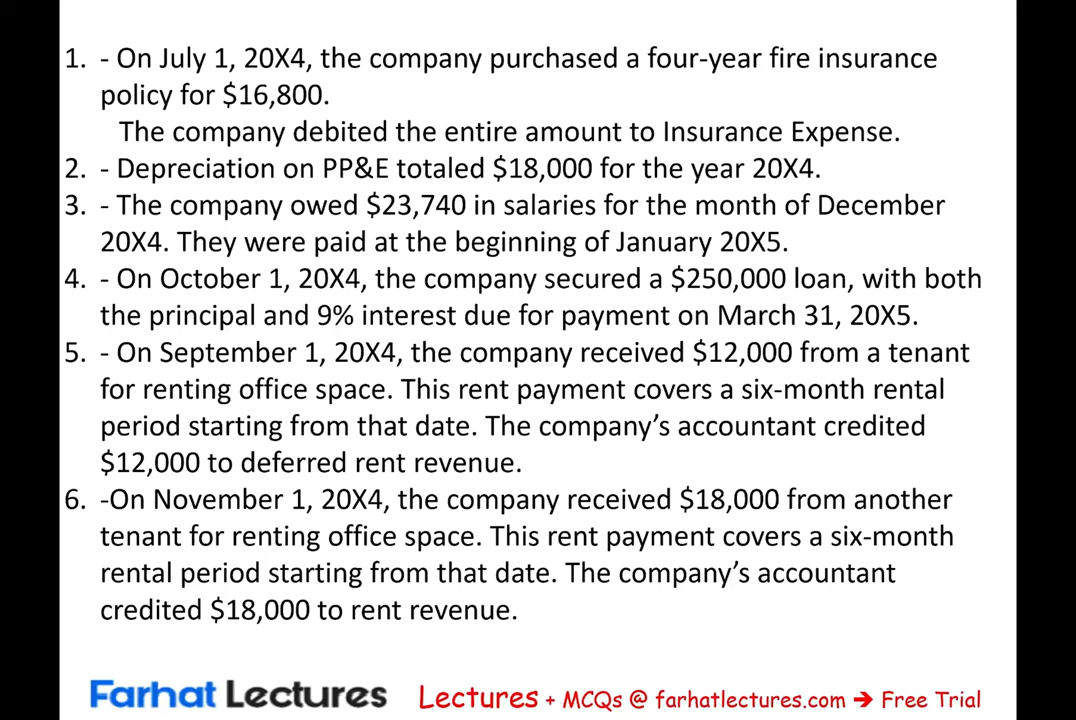 1. - On July 1, 20X4, the company purchased a four-year fire insurance
policy for $16,800.
The company debited the entire amount to Insurance Expense.
2. - Depreciation on PP&E totaled $18,000 for the year 20X4.
3. - The company owed $23,740 in salaries for the month of December
20X4. They were paid at the beginning of January 20X5.
4. - On October 1, 20X4, the company secured a $250,000 loan, with both
the principal and 9% interest due for payment on March 31, 20X5.
5. - On September 1, 20X4, the company received $12,000 from a tenant
for renting office space. This rent payment covers a six-month rental
period starting from that date. The company’s accountant credited
$12,000 to deferred rent revenue.
6. -On November 1, 20X4, the company received $18,000 from another
tenant for renting office space. This rent payment covers a six-month
rental period starting from that date. The company’s accountant
credited $18,000 to rent revenue.
Farhat Lectures Lectures + MCQs @ farhatlectures.com ➔ Free Trial